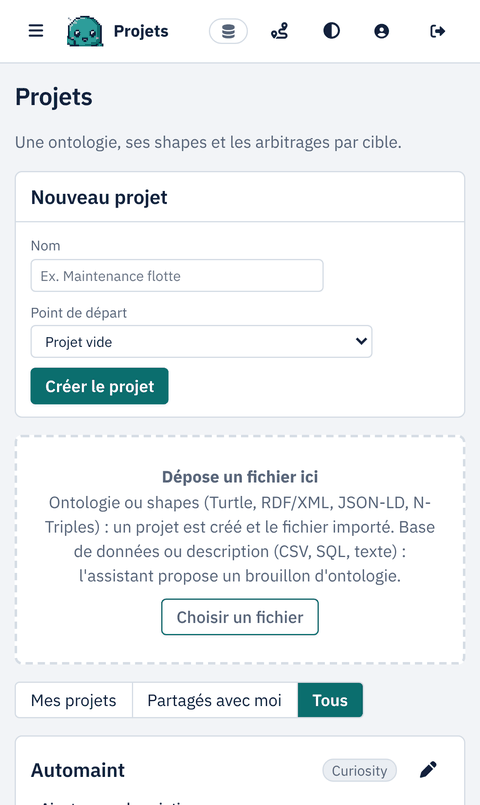 Projets
Projets
Une ontologie, ses shapes et les arbitrages par cible.
Nouveau projet
Nom
Ex. Maintenance flotte
Point de départ
Projet vide
Créer le projet
Dépose un fichier ici
Ontologie ou shapes (Turtle, RDF/XML, JSON-LD, N-
Triples) : un projet est créé et le fichier importé. Base
de données ou description (CSV, SQL, texte) :
l'assistant propose un brouillon d'ontologie.
Choisir un fichier
Mes projets Partagés avec moi Tous
Automaint Curiosity